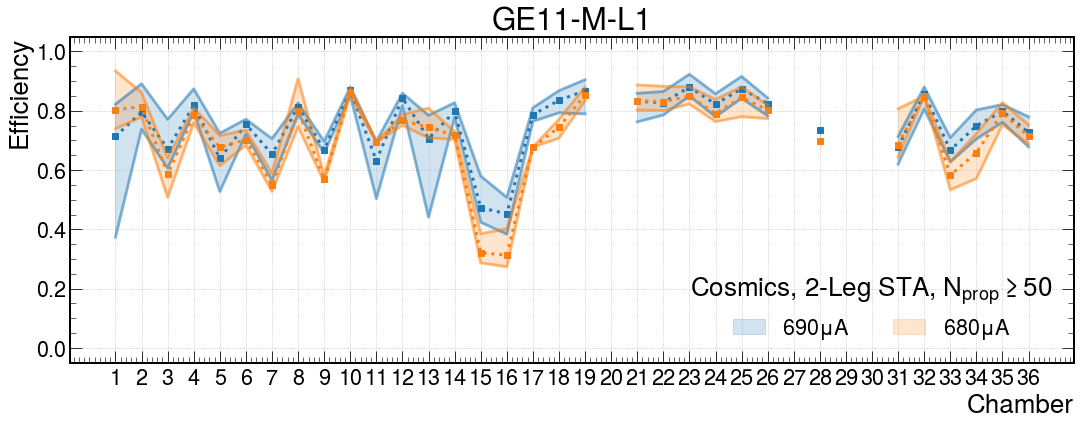 GE11-M-L1
Efficiency
1.0
0.8
0.6
0.4
0.2
0.0
Cosmics, 2-Leg STA, Nprop ≥ 50
690µA 680µA
1 2 3 4 5 6 7 8 9 10 11 12 13 14 15 16 17 18 19 20 21 22 23 24 25 26 27 28 29 30 31 32 33 34 35 36
Chamber